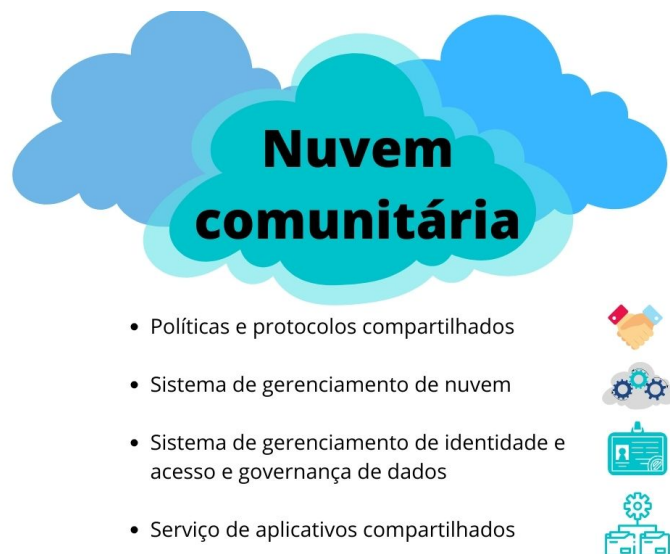 Nuvem
comunitária
• Políticas e protocolos compartilhados
• Sistema de gerenciamento de nuvem
• Sistema de gerenciamento de identidade e
acesso e governança de dados
• Serviço de aplicativos compartilhados